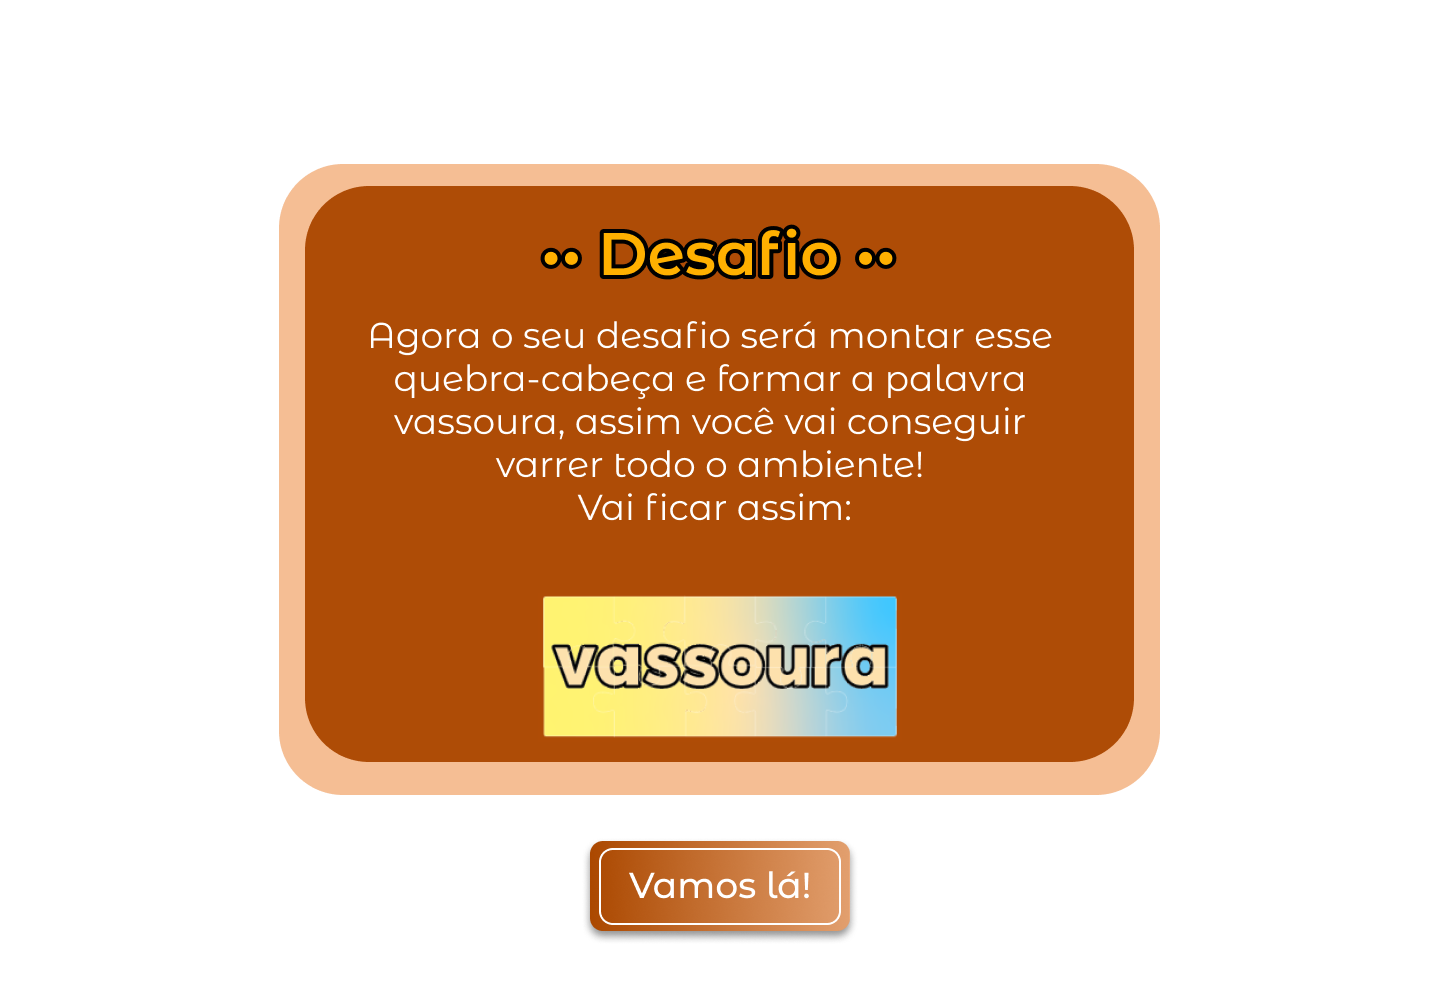 •• Desafio ••
Agora o seu desafio será montar esse
quebra-cabeça e formar a palavra
vassoura, assim você vai conseguir
varrer todo o ambiente!
Vai ficar assim:
vassoura
Vamos lá!